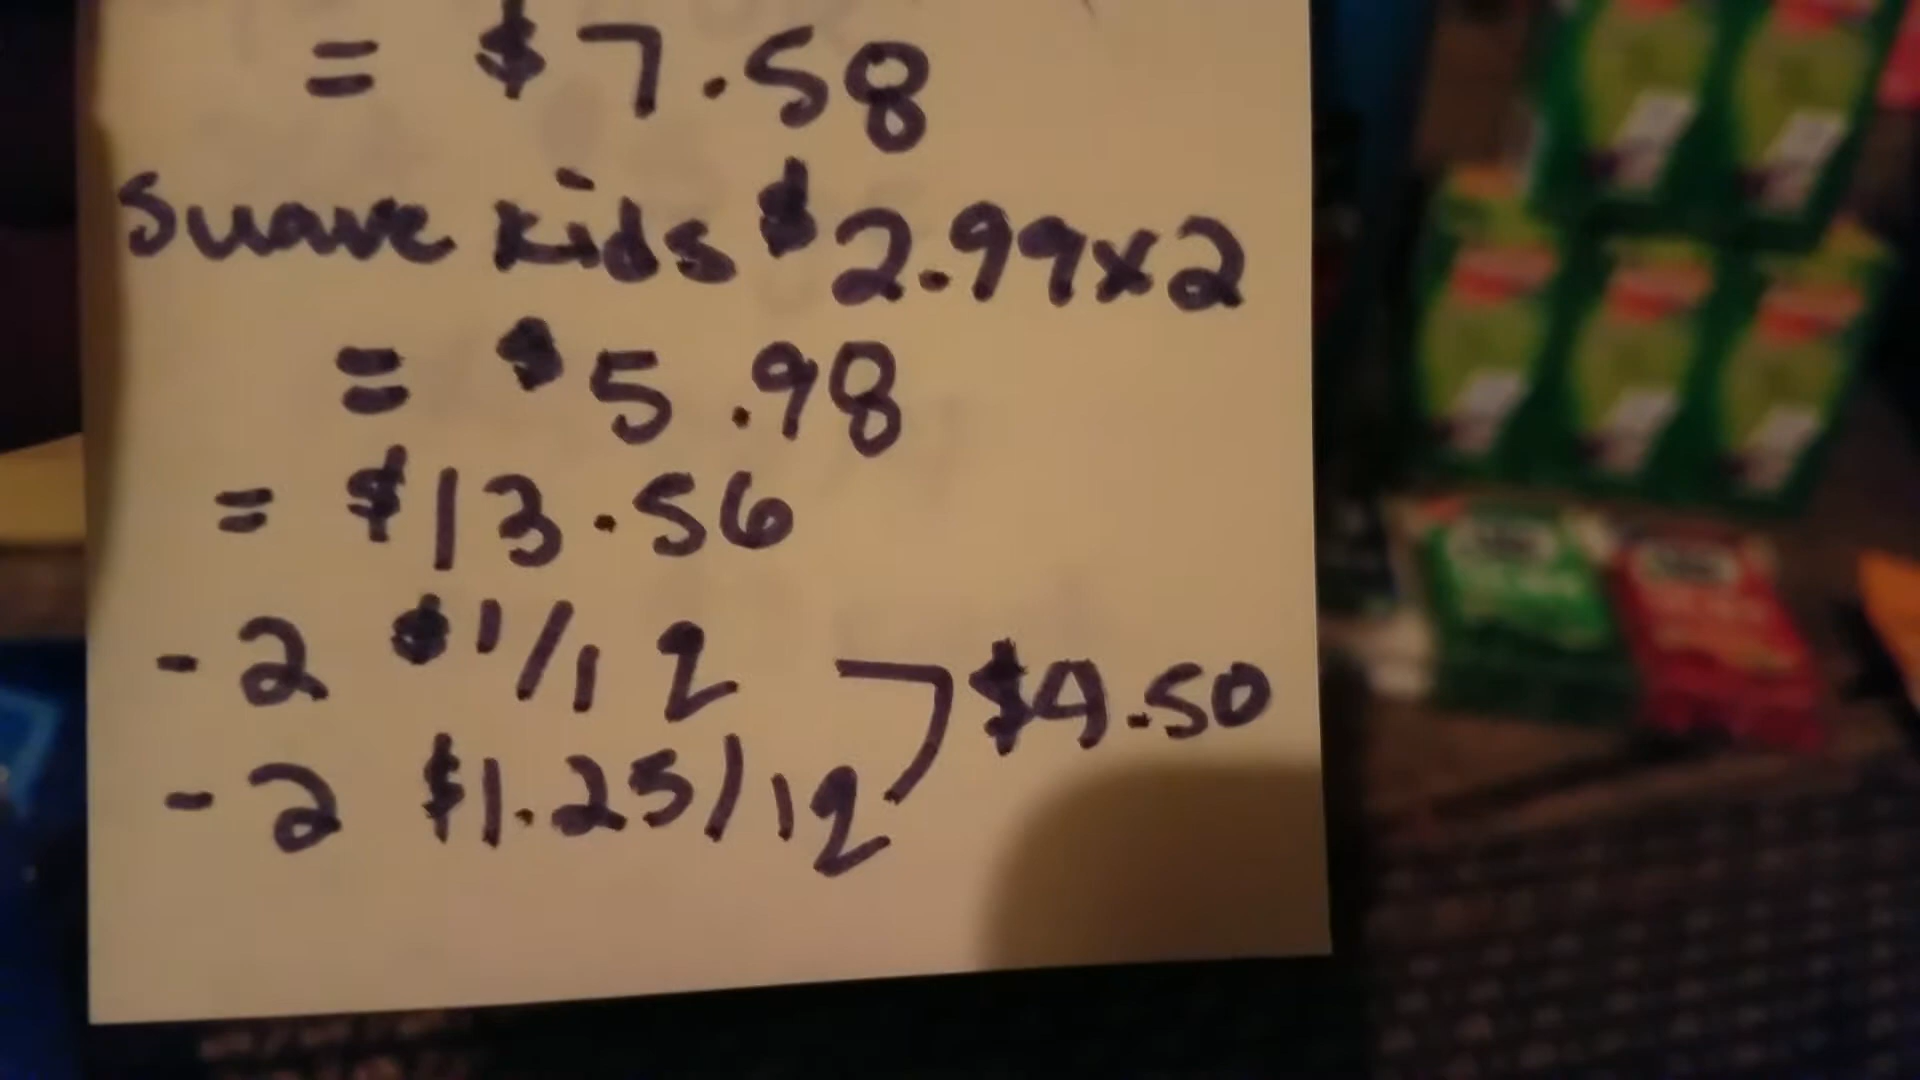 = $7.58
Suave kids $2.99x2
= $5.98
= $13.56
- 2 $1/12
- 2 $1.25/12
$4.50